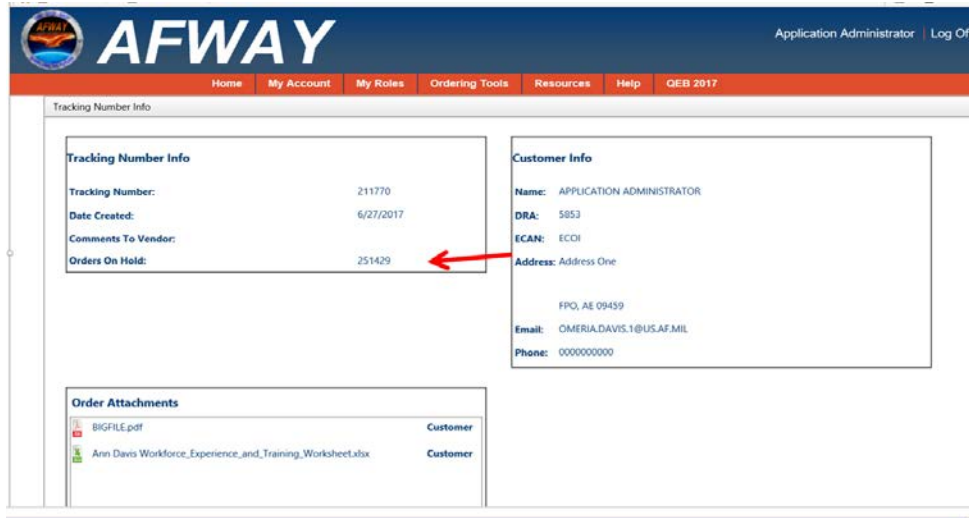 AFWAY
AFWAY
Application Administrator | Log Of
Home My Account My Roles Ordering Tools Resources Help QEB 2017
Tracking Number Info
Tracking Number Info
Tracking Number: 211770
Date Created: 6/27/2017
Comments To Vendor:
Orders On Hold: 251429
Customer Info
Name: APPLICATION ADMINISTRATOR
DRA: 5853
ECAN: ECOI
Address: Address One
FPO, AE 09459
Email: OMERIA.DAVIS.1@US.AF.MIL
Phone: 0000000000
Order Attachments
BIGFILE.pdf Customer
Ann Davis Workforce_Experience_and_Training_Worksheet.xlsx Customer